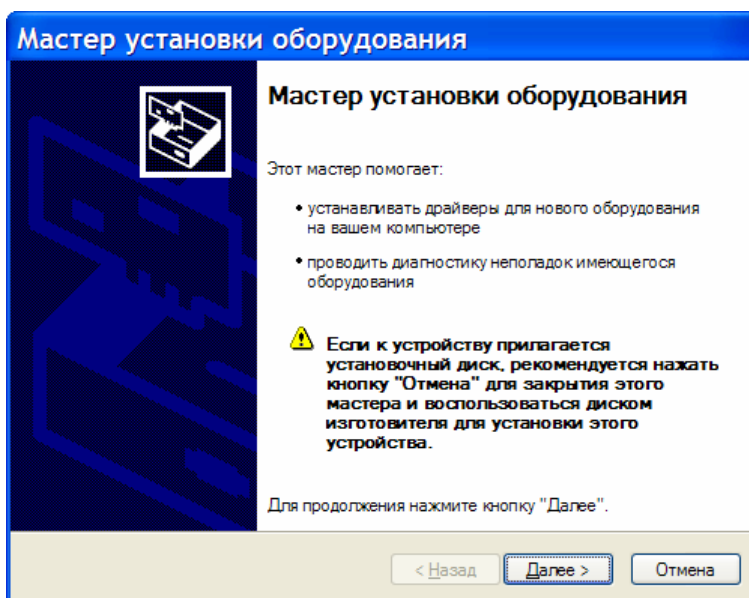 Мастер установки оборудования
Мастер установки оборудования
Этот мастер помогает:
• устанавливать драйверы для нового оборудования
на вашем компьютере
• проводить диагностику неполадок имеющегося
оборудования
Если к устройству прилагается
установочный диск, рекомендуется нажать
кнопку "Отмена" для закрытия этого
мастера и воспользоваться диском
изготовителя для установки этого
устройства.
Для продолжения нажмите кнопку "Далее".
< Назад Далее > Отмена